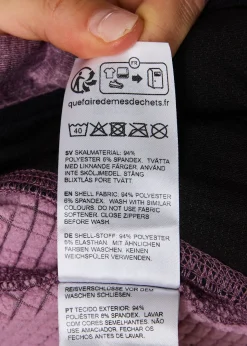 FR
quefairedemesdechets.fr
40
SV SKALMATERIAL: 94%
POLYESTER 6% SPANDEX. TVÄTTA
MED LIKNANDE FÄRGER. ANVÄND
INTE SKÖLJMEDEL. STÄNG
BLIXTLÅS FÖRE TVÄTT.
EN SHELL FABRIC: 94% POLYESTER
6% SPANDEX. WASH WITH SIMILAR
COLOURS. DO NOT USE FABRIC
SOFTENER. CLOSE ZIPPERS
BEFORE WASH.
DE SHELL-STOFF: 94% POLYESTER
6% ELASTHAN. MIT ÄHNLICHEN
FARBEN WASCHEN. KEINEN
WEICHSPÜLER VERWENDEN.
REISVERSCHLÜSSE VOR DEM
WASCHEN SCHLIESSEN.
PT TECIDO EXTERIOR: 94%
POLIÉSTER 6% SPANDEX. LAVAR
COM CORES SEMELHANTES. NÃO
USE AMACIADOR. FECHAR OS
FECHOS ANTES DA LAVAR.